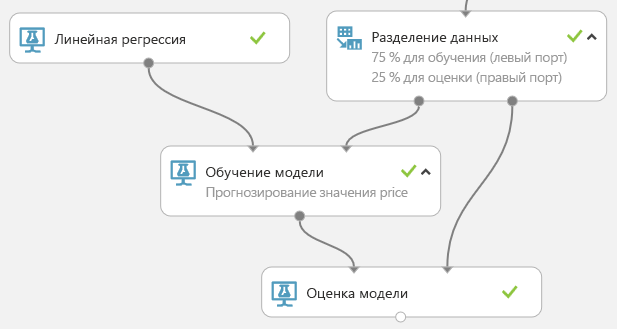 Линейная регрессия
Разделение данных
75 % для обучения (левый порт)
25 % для оценки (правый порт)
Обучение модели
Прогнозирование значения price
Оценка модели